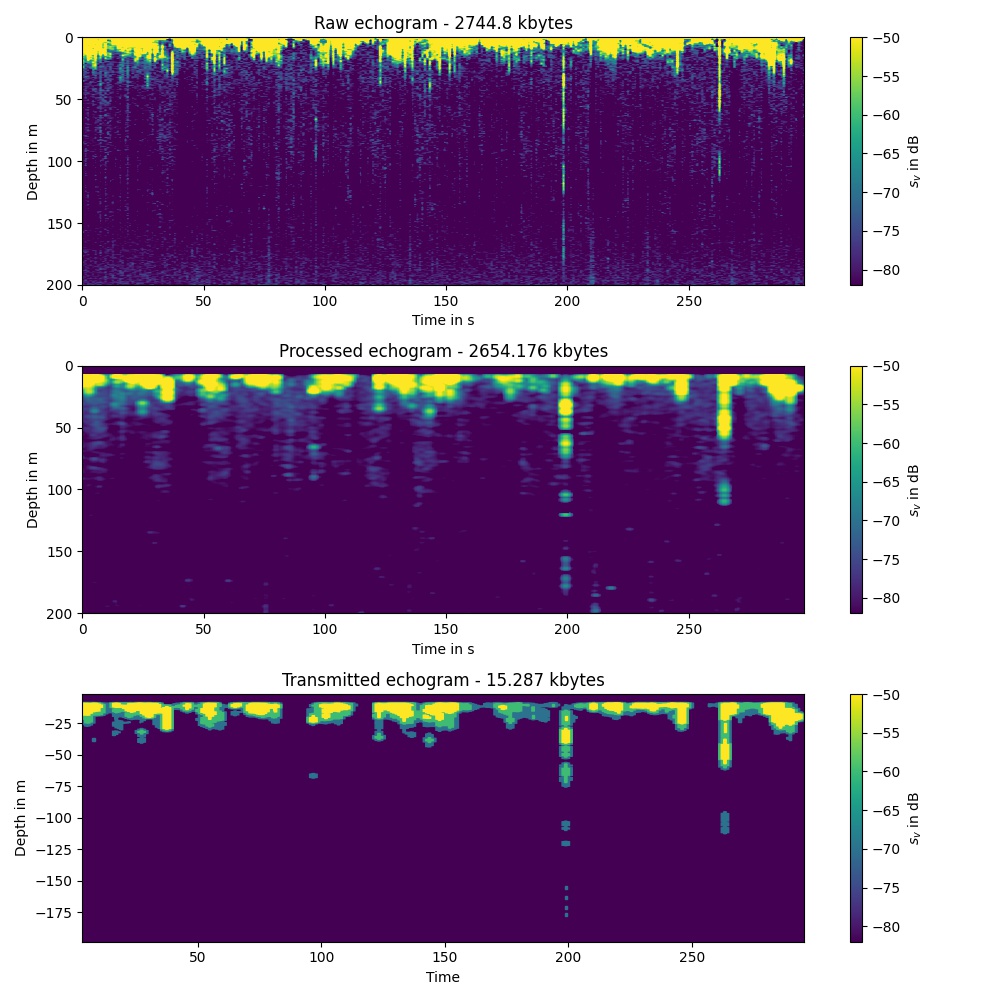 Raw echogram - 2744.8 kbytes
0
50
100
150
200
Depth in m
0 50 100 150 200 250
Time in s
−50
−55
−60
−65
−70
−75
−80
sv in dB
Processed echogram - 2654.176 kbytes
0
50
100
150
200
Depth in m
0 50 100 150 200 250
Time in s
−50
−55
−60
−65
−70
−75
−80
sv in dB
Transmitted echogram - 15.287 kbytes
−25
−50
−75
−100
−125
−150
−175
Depth in m
50 100 150 200 250
Time
−50
−55
−60
−65
−70
−75
−80
sv in dB